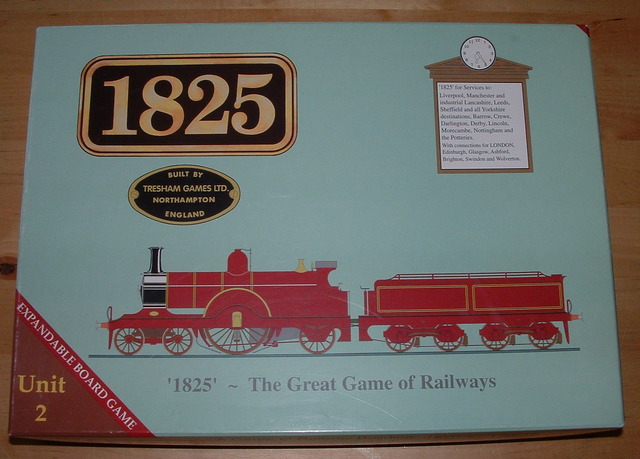 1825
BUILT BY
TRESHAM GAMES LTD.
NORTHAMPTON
ENGLAND
'1825' for Services to:
Liverpool, Manchester and
industrial Lancashire, Leeds,
Sheffield and all Yorkshire
destinations, Barrow, Crewe,
Darlington, Derby, Lincoln,
Morecambe, Nottingham and
the Potteries.
With connections for LONDON,
Edinburgh, Glasgow, Ashford,
Brighton, Swindon and Wolverton.
EXPANDABLE BOARD GAME
Unit
2
'1825' ~ The Great Game of Railways